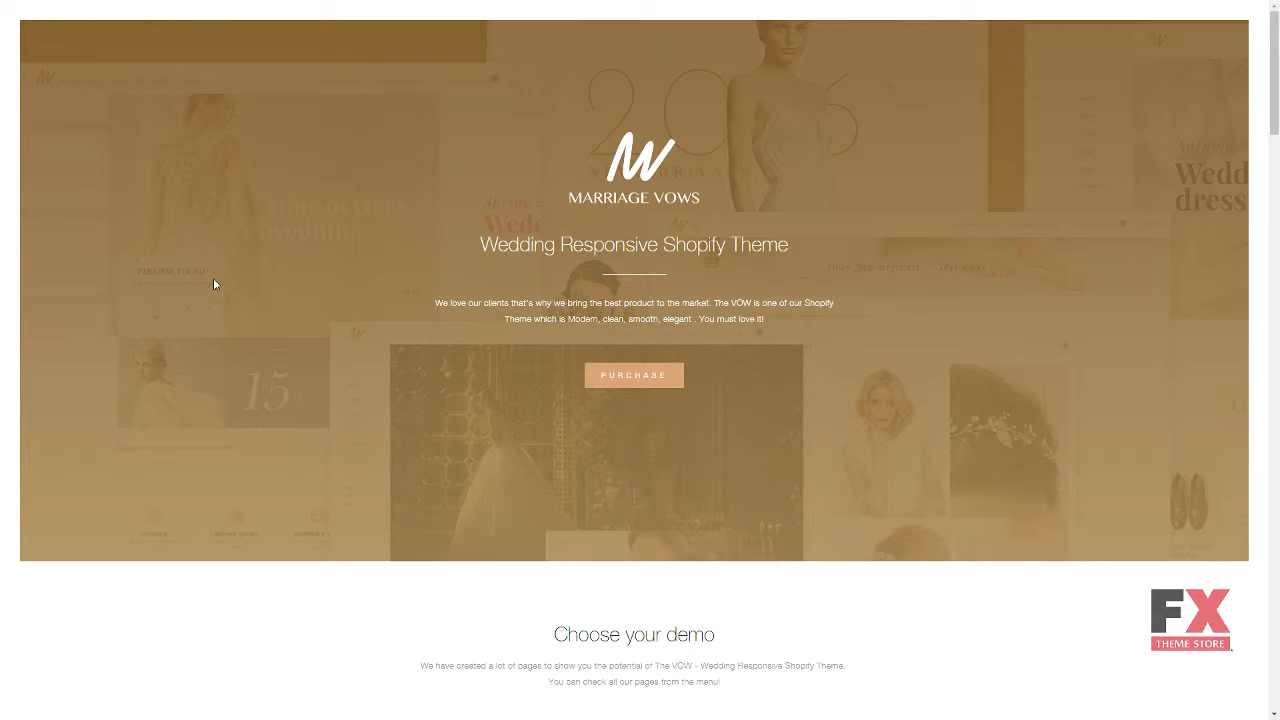 MARRIAGE VOWS
Wedding Responsive Shopify Theme
We love our clients that's why we bring the best product to the market. The VOW is one of our Shopify
Theme which is Modern, clean, smooth, elegant . You must love it!
PURCHASE
15
Wedd
dress
Choose your demo
We have created a lot of pages to show you the potential of The VOW - Wedding Responsive Shopify Theme.
You can check all our pages from the menu!
FX
THEME STORE